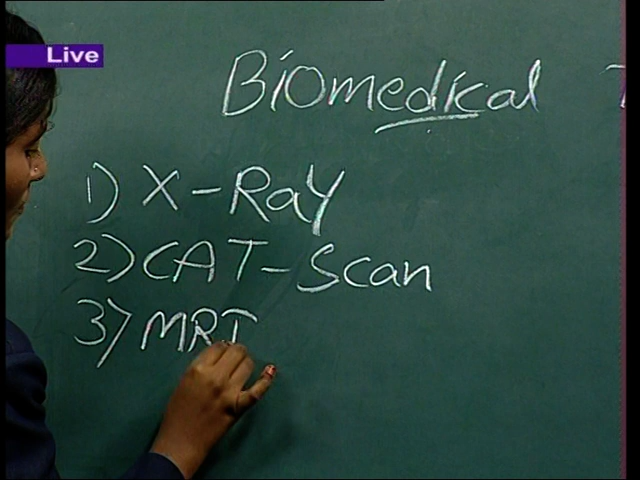 Live
Biomedical
1) X-Ray
2) CAT-Scan
3) MRI